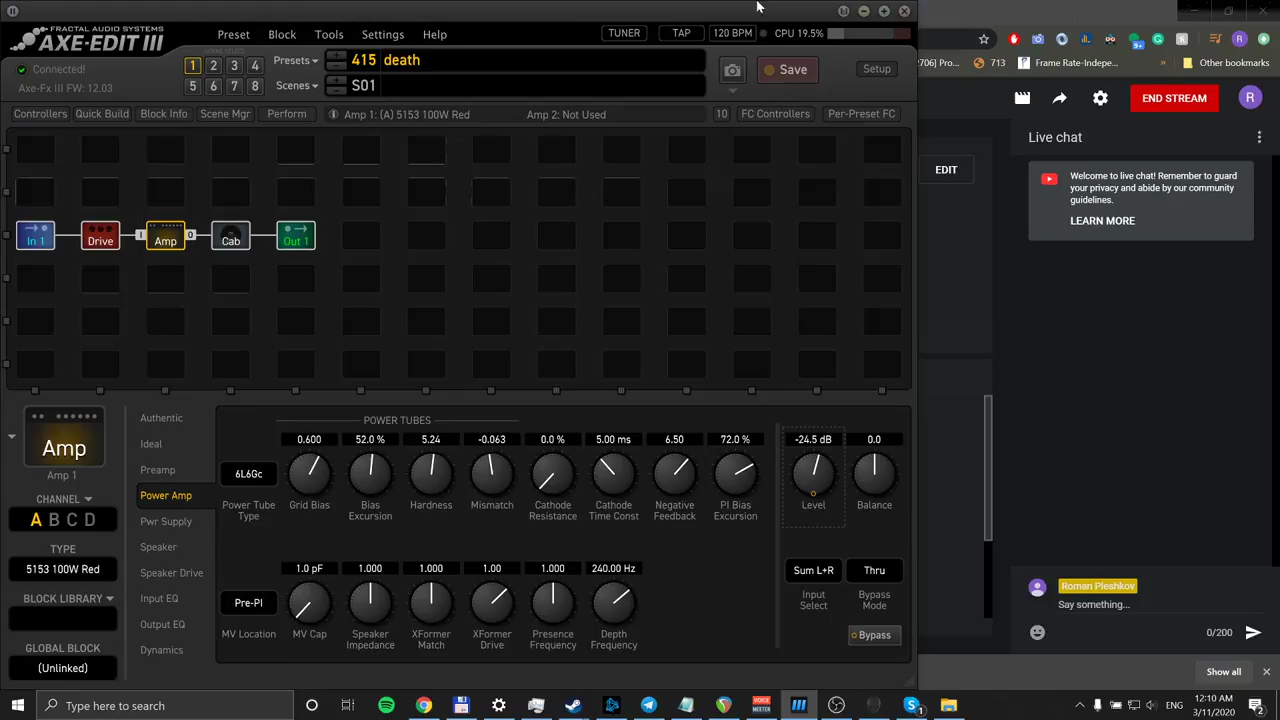 FRACTAL AUDIO SYSTEMS
AXE-EDIT III
Preset Block Tools Settings Help
TUNER TAP 120 BPM CPU 19.5%
Connected!
Axe-Fx III FW: 12.03
SCENE SELECT
1 2 3 4
5 6 7 8
Presets 415 death
Scenes S01
Save Setup
Controllers Quick Build Block Info Scene Mgr Perform Amp 1: (A) 5153 100W Red Amp 2: Not Used 10 FC Controllers Per-Preset FC
In 1 Drive I Amp O Cab Out 1
Amp
Amp 1
CHANNEL
A B C D
TYPE
5153 100W Red
BLOCK LIBRARY
GLOBAL BLOCK
(Unlinked)
Authentic
Ideal
Preamp
Power Amp
Pwr Supply
Speaker
Speaker Drive
Input EQ
Output EQ
Dynamics
POWER TUBES
0.600 52.0 % 5.24 -0.063 0.0 % 5.00 ms 6.50 72.0 % -24.5 dB 0.0
6L6Gc
Power Tube Type Grid Bias Bias Excursion Hardness Mismatch Cathode Resistance Cathode Time Const Negative Feedback PI Bias Excursion Level Balance
1.0 pF 1.000 1.000 1.00 1.000 240.00 Hz Sum L+R Thru
Pre-PI
MV Location MV Cap Speaker Impedance XFormer Match XFormer Drive Presence Frequency Depth Frequency Input Select Bypass Mode
Bypass
706) 713 Frame Rate-Indepe... » Other bookmarks
END STREAM R
EDIT
Live chat
Welcome to live chat! Remember to guard
your privacy and abide by our community
guidelines.
LEARN MORE
Roman Pleshkov
Say something...
0/200
Show all
Type here to search
VOICE MEETER
12:10 AM
3/11/2020